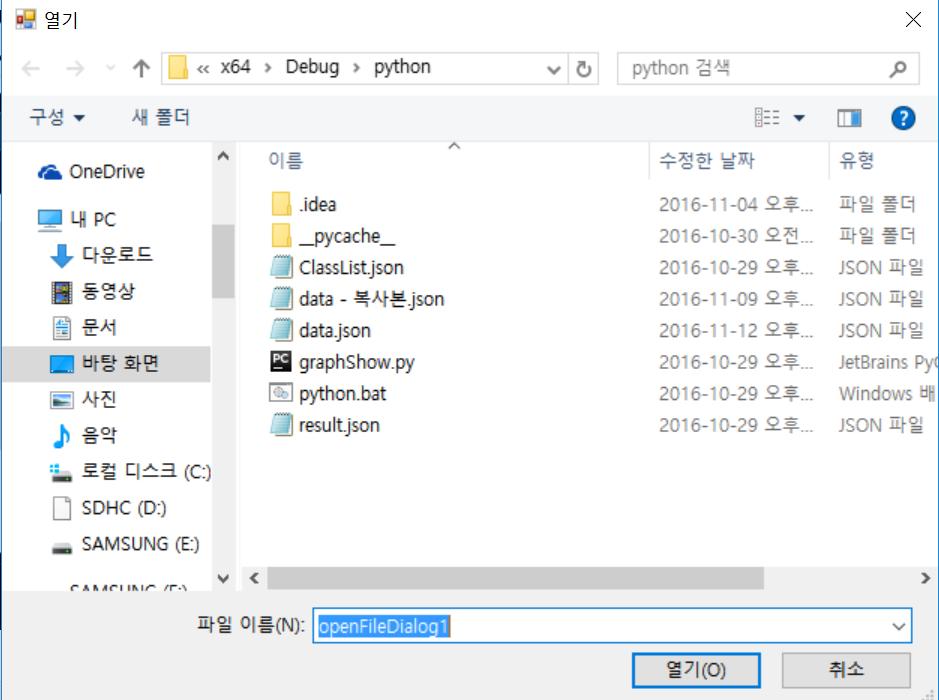 열기
« x64 › Debug › python
python 검색
구성
새 폴더
OneDrive
내 PC
다운로드
동영상
문서
바탕 화면
사진
음악
로컬 디스크 (C:)
SDHC (D:)
SAMSUNG (E:)
이름 수정한 날짜 유형
.idea 2016-11-04 오후... 파일 폴더
__pycache__ 2016-10-30 오전... 파일 폴더
ClassList.json 2016-10-29 오후... JSON 파일
data - 복사본.json 2016-11-09 오후... JSON 파일
data.json 2016-11-12 오후... JSON 파일
PC
graphShow.py 2016-10-29 오후... JetBrains Py
python.bat 2016-10-29 오후... Windows 배
result.json 2016-10-29 오후... JSON 파일
파일 이름(N): openFileDialog1
열기(O) 취소